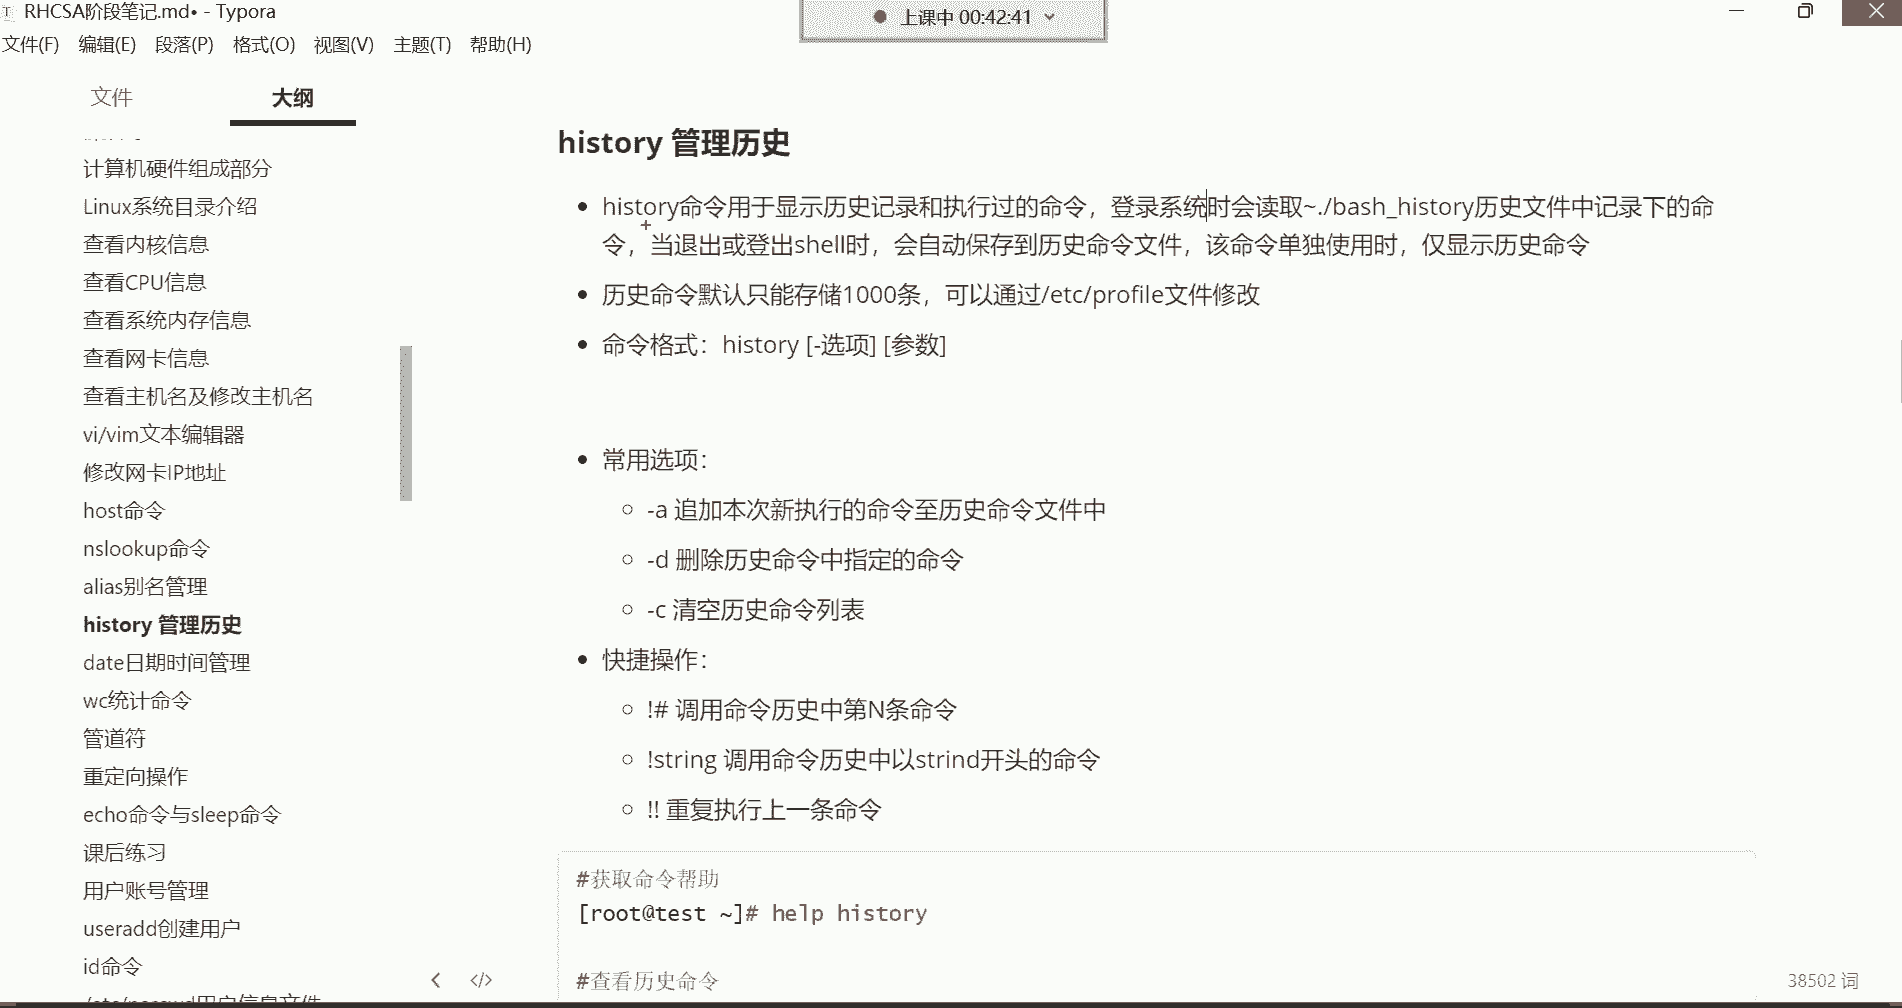 RHCSA阶段笔记.md• - Typora
上课中 00:42:41
文件(F) 编辑(E) 段落(P) 格式(O) 视图(V) 主题(T) 帮助(H)
文件 大纲
计算机硬件组成部分
Linux系统目录介绍
查看内核信息
查看CPU信息
查看系统内存信息
查看网卡信息
查看主机名及修改主机名
vi/vim文本编辑器
修改网卡IP地址
host命令
nslookup命令
alias别名管理
history 管理历史
date日期时间管理
wc统计命令
管道符
重定向操作
echo命令与sleep命令
课后练习
用户账号管理
useradd创建用户
id命令
/etc/passwd用户信息文件
history 管理历史
• history命令用于显示历史记录和执行过的命令，登录系统时会读取~./bash_history历史文件中记录下的命
令，当退出或登出shell时，会自动保存到历史命令文件，该命令单独使用时，仅显示历史命令
• 历史命令默认只能存储1000条，可以通过/etc/profile文件修改
• 命令格式：history [-选项] [参数]
• 常用选项：
○ -a 追加本次新执行的命令至历史命令文件中
○ -d 删除历史命令中指定的命令
○ -c 清空历史命令列表
• 快捷操作：
○ !# 调用命令历史中第N条命令
○ !string 调用命令历史中以strind开头的命令
○ !! 重复执行上一条命令
#获取命令帮助
[root@test ~]# help history
#查看历史命令
38502 词